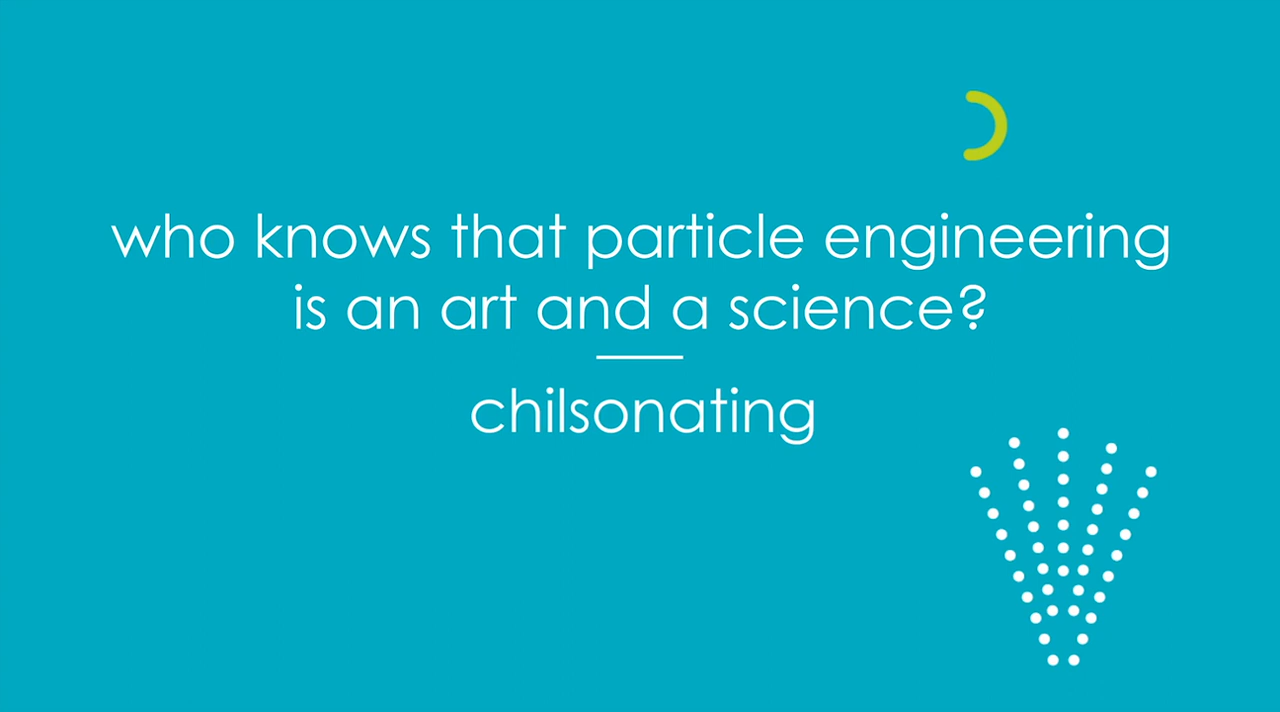 who knows that particle engineering
is an art and a science?
chilsonating